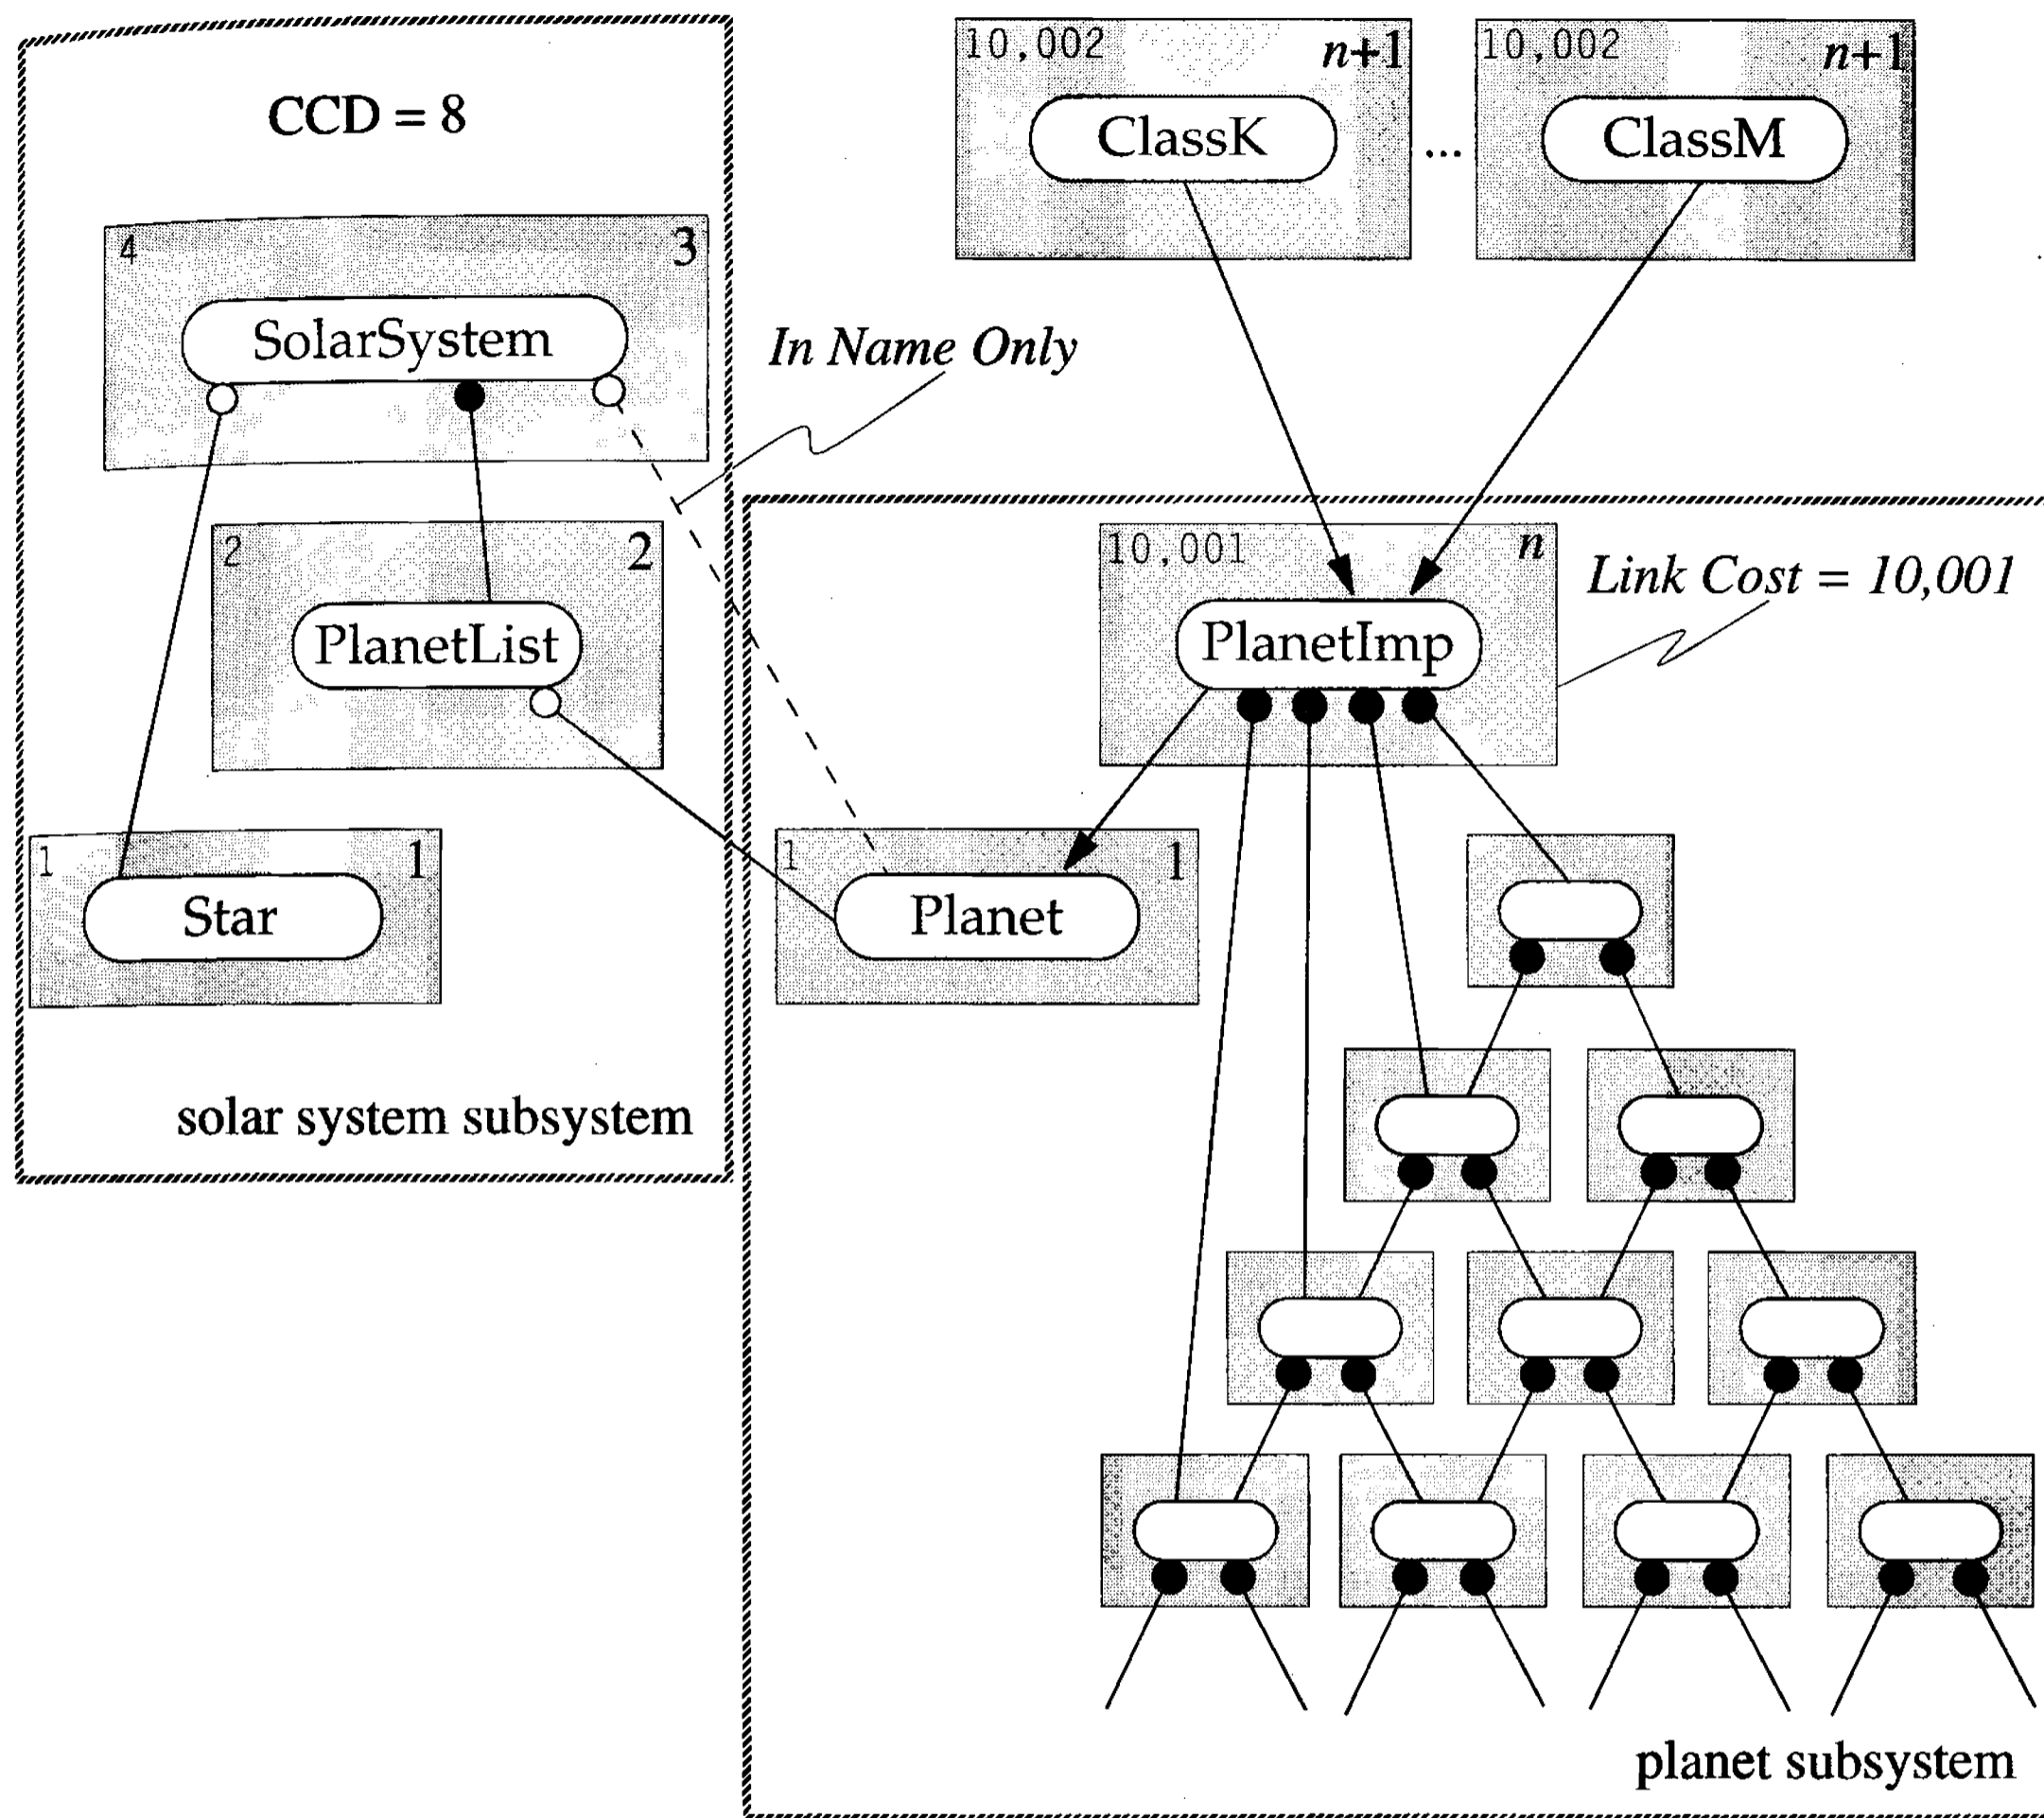 CCD = 8
4 3
SolarSystem
2 2
PlanetList
1 1
Star
solar system subsystem
In Name Only
10,002 n+1
ClassK
...
10,002 n+1
ClassM
10,001 n
PlanetImp
Link Cost = 10,001
1 1
Planet
planet subsystem